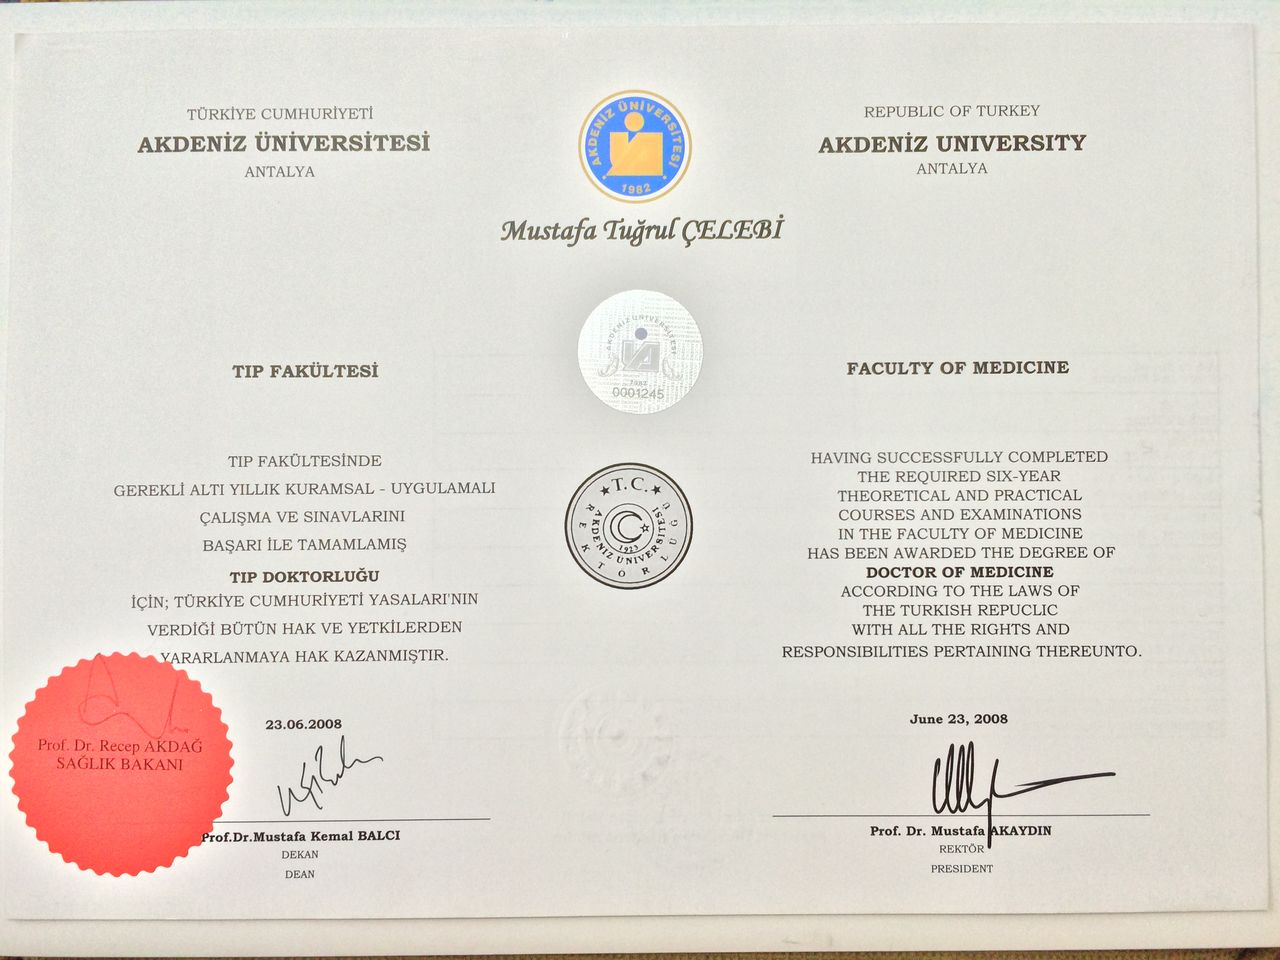 TÜRKİYE CUMHURİYETİ
AKDENİZ ÜNİVERSİTESİ
ANTALYA
AKDENİZ ÜNİVERSİTESİ
1982
REPUBLIC OF TURKEY
AKDENİZ UNIVERSITY
ANTALYA
Mustafa Tuğrul ÇELEBİ
AKDENİZ ÜNİVERSİTESİ
1982
0001245
TIP FAKÜLTESİ
TIP FAKÜLTESİNDE
GEREKLİ ALTI YILLIK KURAMSAL - UYGULAMALI
ÇALIŞMA VE SINAVLARINI
BAŞARI İLE TAMAMLAMIŞ
TIP DOKTORLUĞU
İÇİN; TÜRKİYE CUMHURİYETİ YASALARI'NIN
VERDİĞİ BÜTÜN HAK VE YETKİLERDEN
YARARLANMAYA HAK KAZANMIŞTIR.
T.C.
AKDENİZ ÜNİVERSİTESİ
REKTORLÜĞÜ
1923
FACULTY OF MEDICINE
HAVING SUCCESSFULLY COMPLETED
THE REQUIRED SIX-YEAR
THEORETICAL AND PRACTICAL
COURSES AND EXAMINATIONS
IN THE FACULTY OF MEDICINE
HAS BEEN AWARDED THE DEGREE OF
DOCTOR OF MEDICINE
ACCORDING TO THE LAWS OF
THE TURKISH REPUCLIC
WITH ALL THE RIGHTS AND
RESPONSIBILITIES PERTAINING THEREUNTO.
Prof. Dr. Recep AKDAĞ
SAĞLIK BAKANI
23.06.2008
Prof.Dr.Mustafa Kemal BALCI
DEKAN
DEAN
June 23, 2008
Prof. Dr. Mustafa AKAYDIN
REKTÖR
PRESIDENT